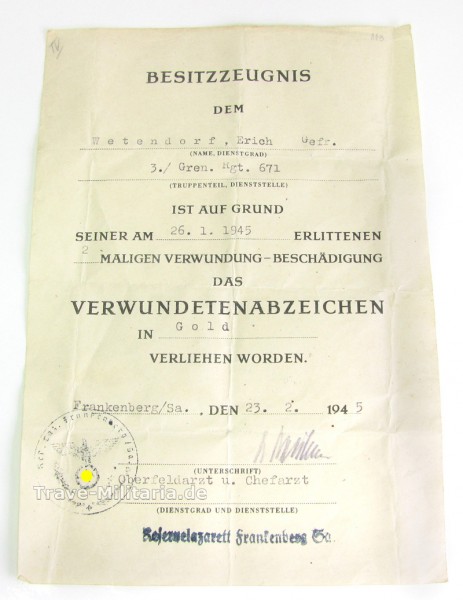 BESITZZEUGNIS
DEM
Wetendorf, Erich Gefr.
(NAME, DIENSTGRAD)
3./ Gren. Rgt. 671
(TRUPPENTEIL, DIENSTSTELLE)
IST AUF GRUND
SEINER AM 26. 1. 1945 ERLITTENEN
2 MALIGEN VERWUNDUNG – BESCHÄDIGUNG
DAS
VERWUNDETENABZEICHEN
IN Gold
VERLIEHEN WORDEN.
Frankenberg/Sa. , DEN 23. 2. 1945
(UNTERSCHRIFT)
Oberfeldarzt u. Chefarzt
Trave-Militaria.de
(DIENSTGRAD UND DIENSTSTELLE)
Reservelazarett Frankenberg Sa.